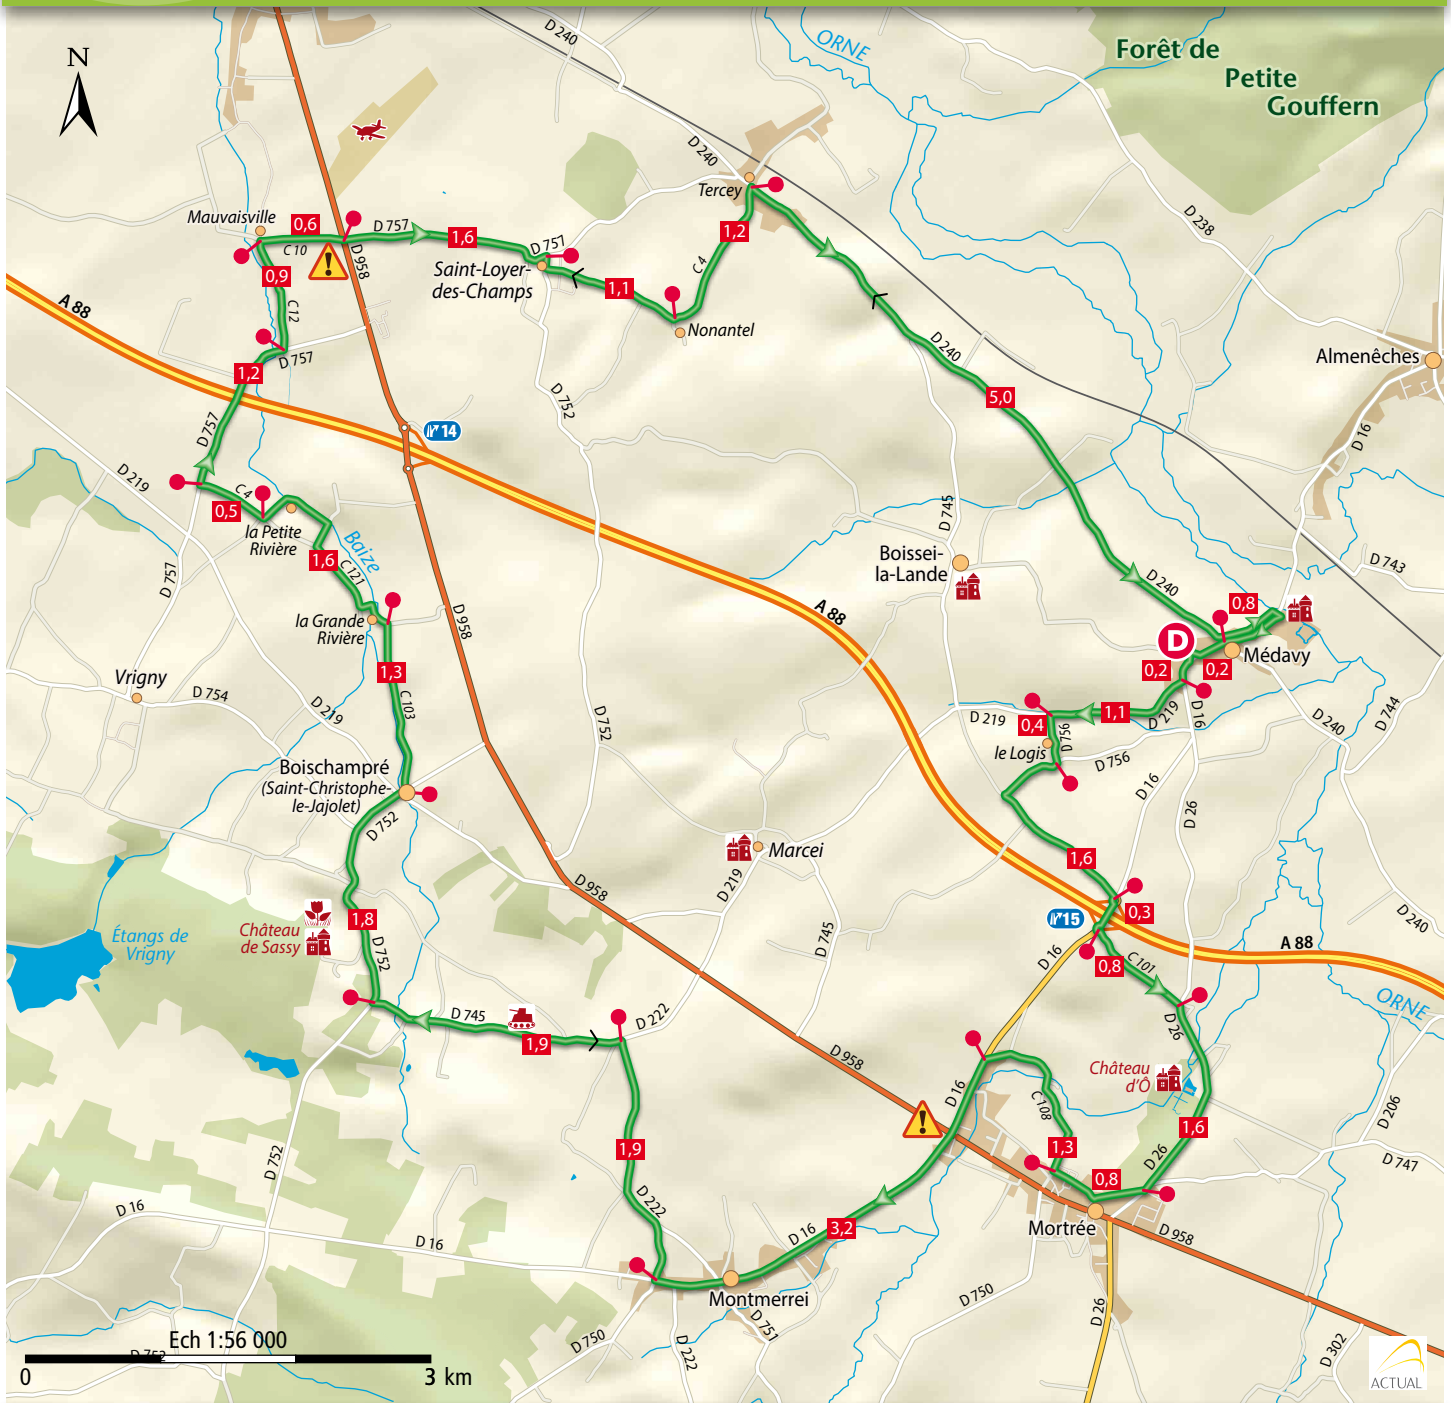 D 240
ORNE
Forêt de
Petite
Gouffern
N
D 240
Tercey
D 238
Mauvaisville
0,6
D 757
1,6
D 757
1,2
C 10
D 958
Saint-Loyer-
des-Champs
C4
0,9
1,1
A 88
C12
Nonantel
D 757
D 240
Almenêches
1,2
D 752
5,0
D 757
14
D 16
D 219
C4
0,5
la Petite
Rivière
Baize
D 745
1,6
C121
Boissei-
la-Lande
D 743
D 757
D 240
A 88
0,8
la Grande
Rivière
D 958
D
Médavy
0,2
0,2
1,3
Vrigny
D 754
C103
D 219
D 752
D 219
0,4
1,1
D 219
D 16
D 240
D 744
D 756
le Logis
D 756
Boischampré
(Saint-Christophe-
le-Jajolet)
D 16
D 26
D 752
Marcei
1,6
D 219
D 958
1,8
15
0,3
D 240
Château
de Sassy
Étangs de
Vrigny
D 745
D 752
D 16
0,8
C101
A 88
ORNE
D 745
1,9
D 222
D 26
D 958
Château
d'Ô
D 16
C108
D 206
1,6
1,9
1,3
D 26
D 747
D 752
0,8
D 222
D 16
D 16
D 16
3,2
Mortrée
D 958
Montmerrei
D 750
D 26
D 751
D 750
D 222
D 302
Ech 1:56 000
D 752
0
3 km
ACTUAL